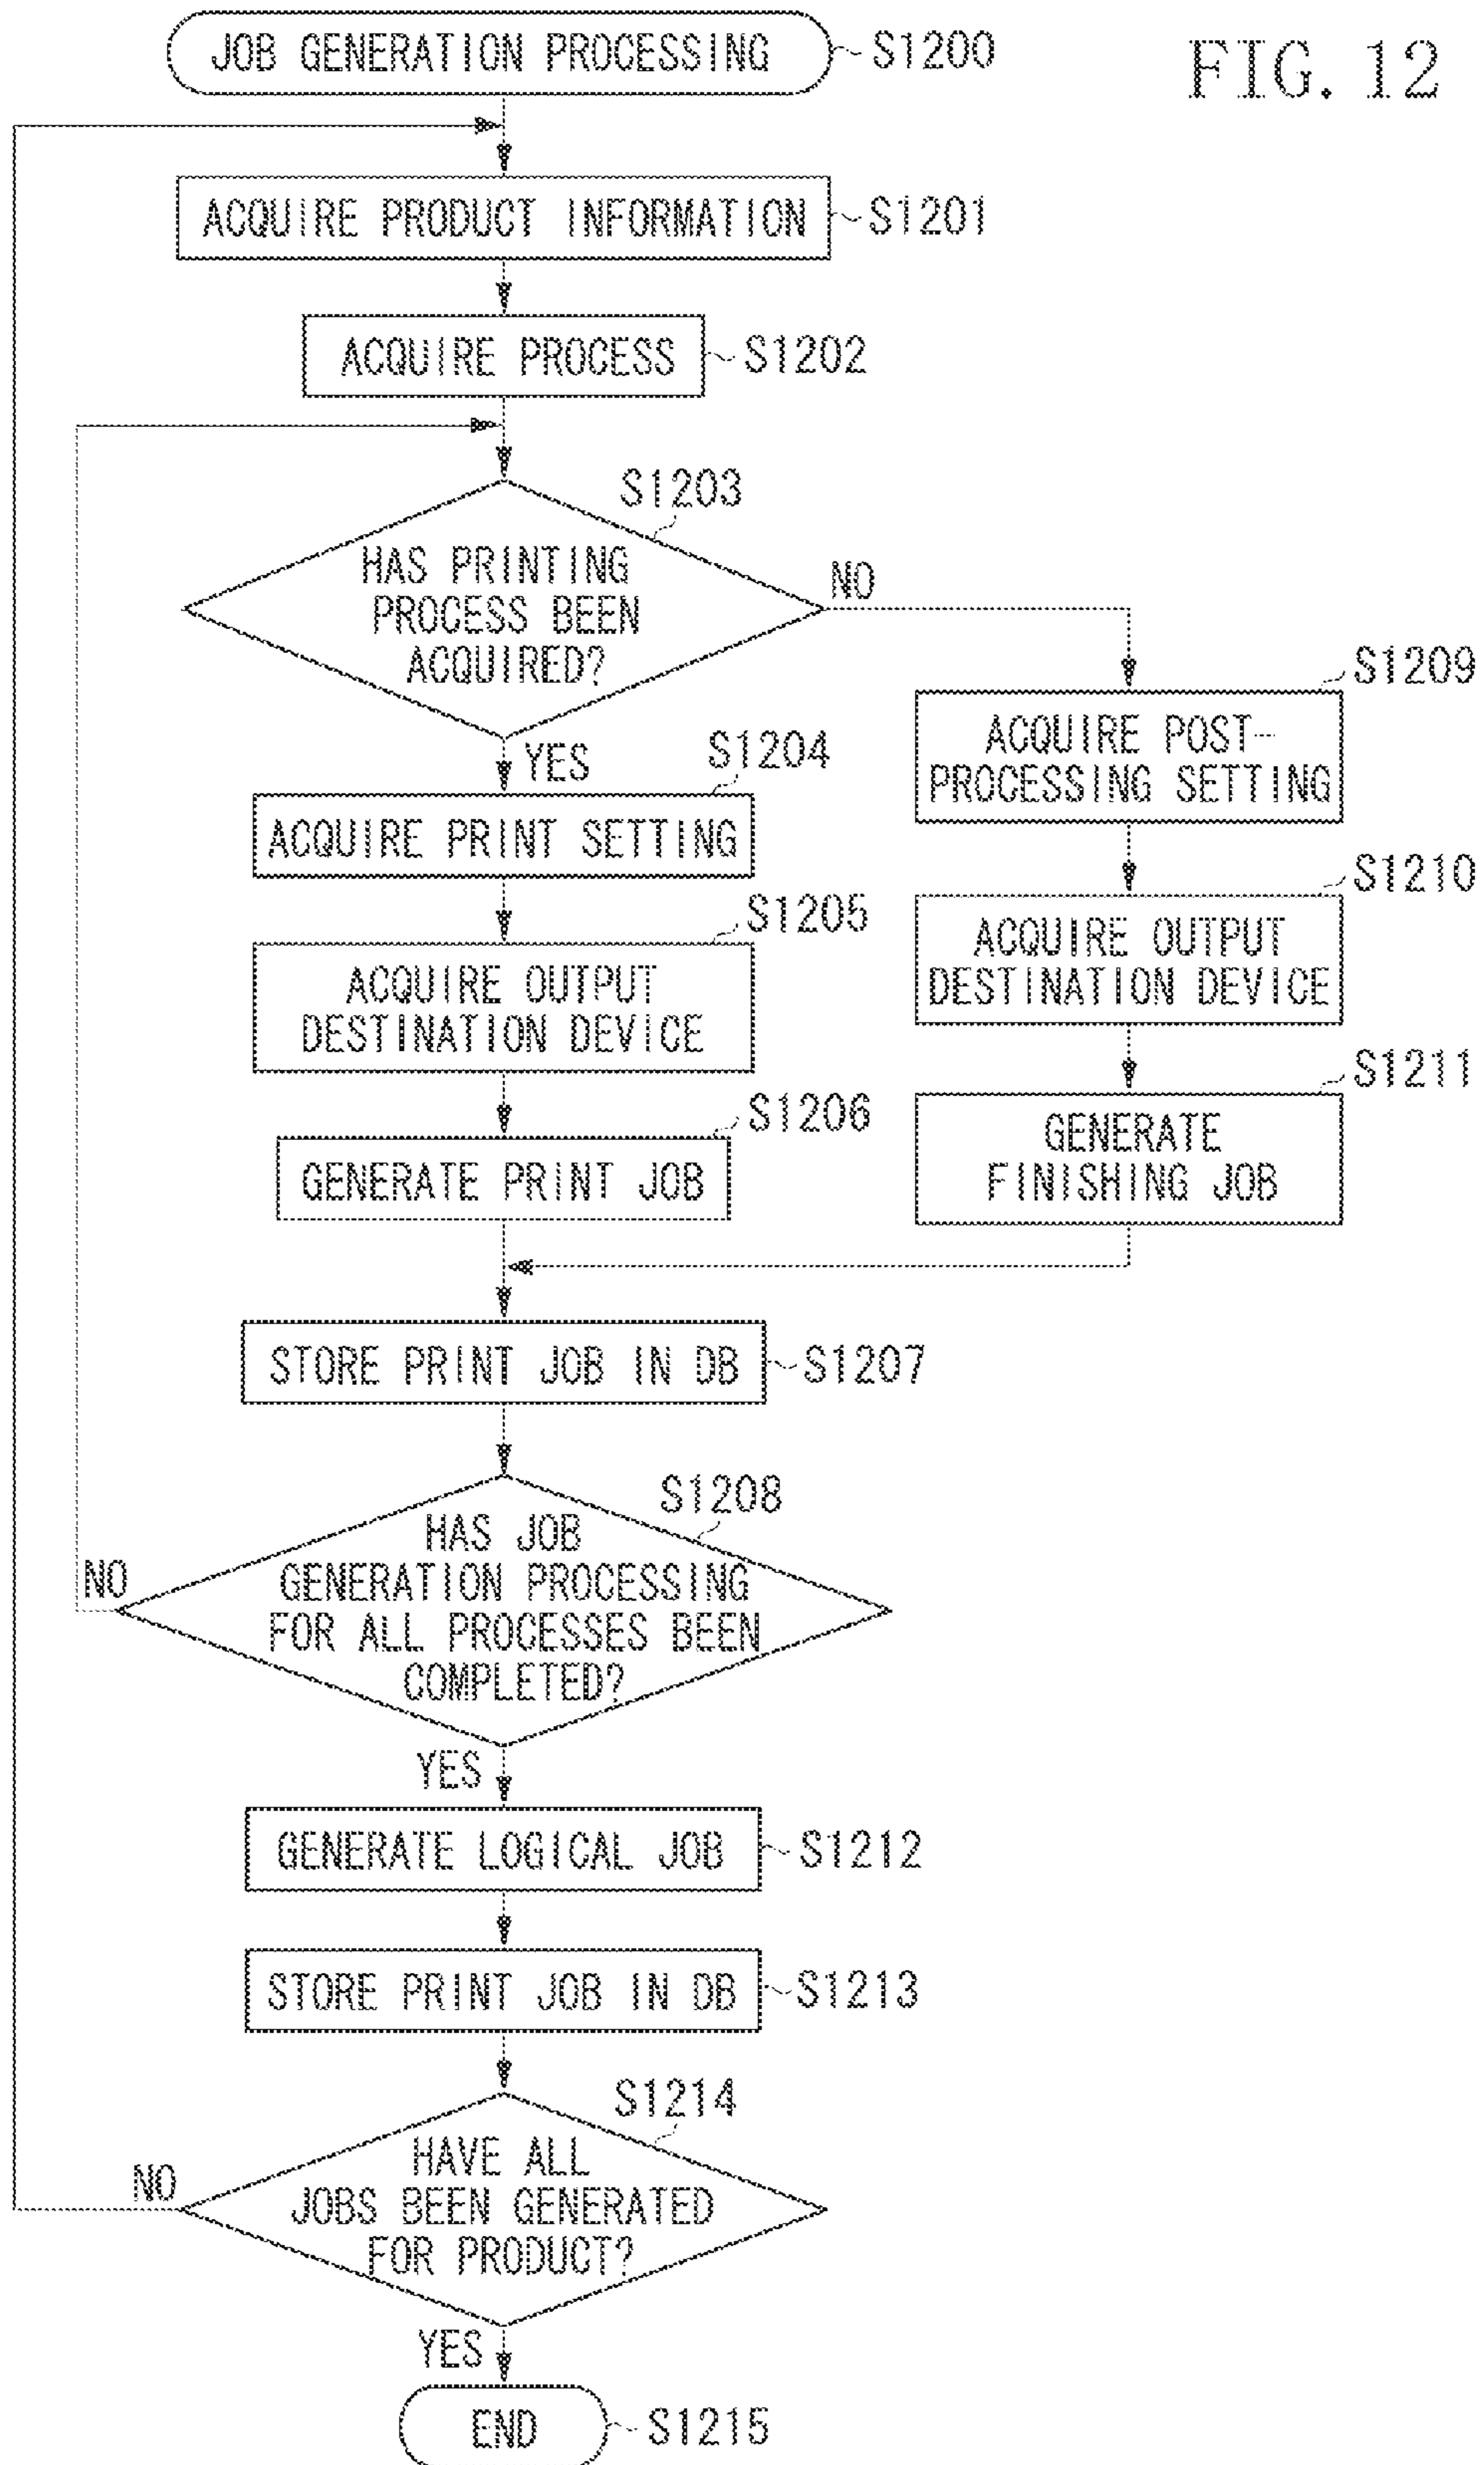 FIG. 12
JOB GENERATION PROCESSING
S1200
ACQUIRE PRODUCT INFORMATION
S1201
ACQUIRE PROCESS
S1202
S1203
HAS PRINTING
PROCESS BEEN
ACQUIRED?
NO
YES
S1204
ACQUIRE PRINT SETTING
S1205
ACQUIRE OUTPUT
DESTINATION DEVICE
S1206
GENERATE PRINT JOB
S1209
ACQUIRE POST-
PROCESSING SETTING
S1210
ACQUIRE OUTPUT
DESTINATION DEVICE
S1211
GENERATE
FINISHING JOB
STORE PRINT JOB IN DB
S1207
S1208
HAS JOB
GENERATION PROCESSING
FOR ALL PROCESSES BEEN
COMPLETED?
NO
YES
GENERATE LOGICAL JOB
S1212
STORE PRINT JOB IN DB
S1213
S1214
HAVE ALL
JOBS BEEN GENERATED
FOR PRODUCT?
NO
YES
END
S1215